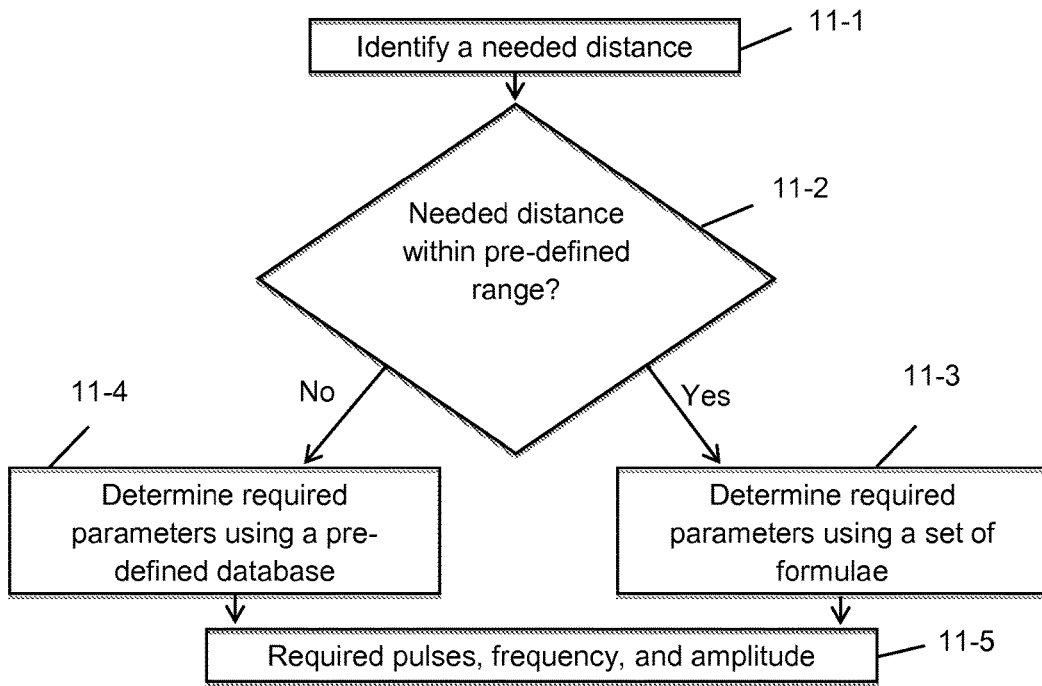 Identify a needed distance
11-1
Needed distance
within pre-defined
range?
11-2
No
Yes
11-4
11-3
Determine required
parameters using a pre-
defined database
Determine required
parameters using a set of
formulae
Required pulses, frequency, and amplitude
11-5